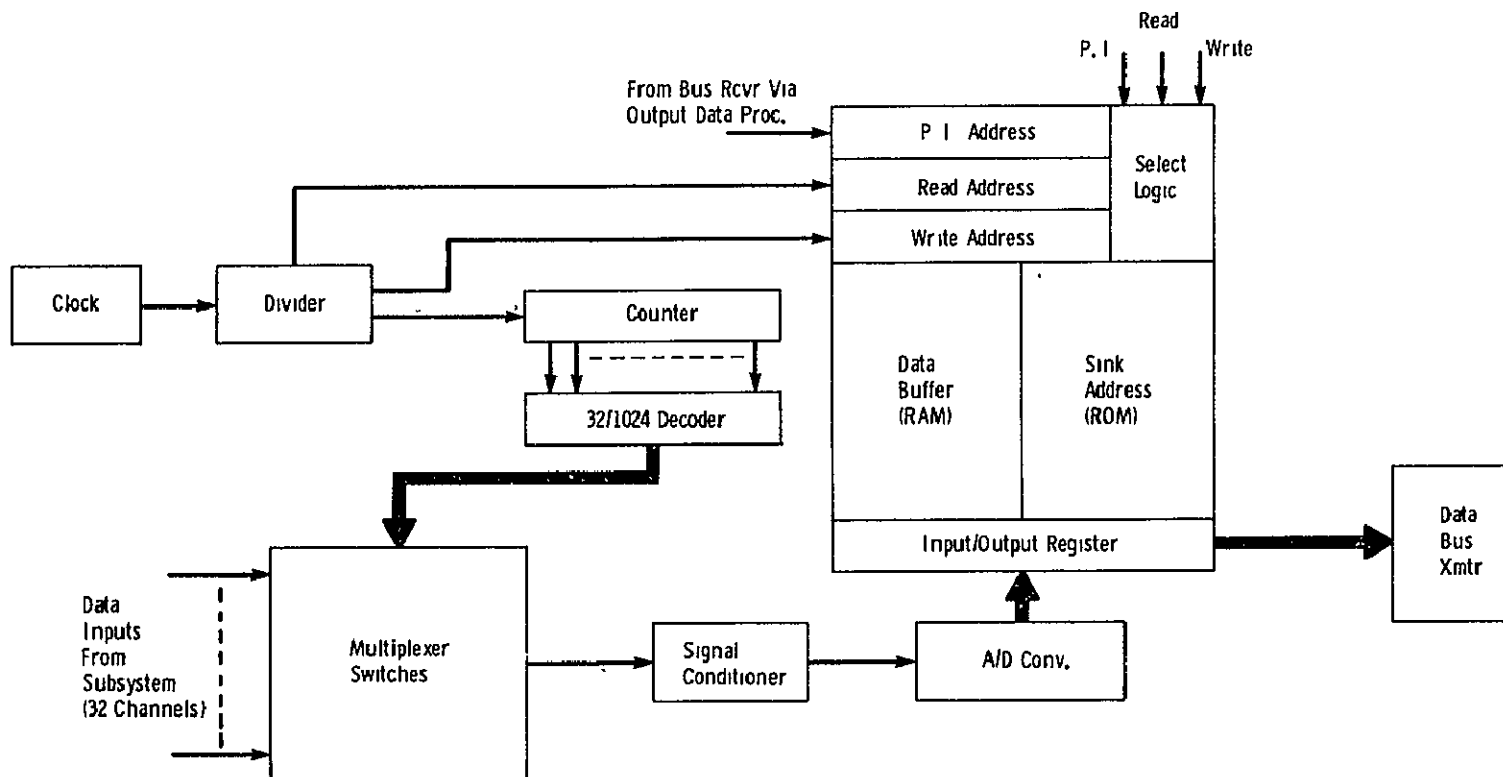 Read
P. I
Write
From Bus Rcvr Via
Output Data Proc.
P I Address
Select
Logic
Read Address
Write Address
Clock
Divider
Counter
Data
Buffer
(RAM)
Sink
Address
(ROM)
32/1024 Decoder
Input/Output Register
Data
Bus
Xmtr
Data
Inputs
From
Subsystem
(32 Channels)
Multiplexer
Switches
Signal
Conditioner
A/D Conv.